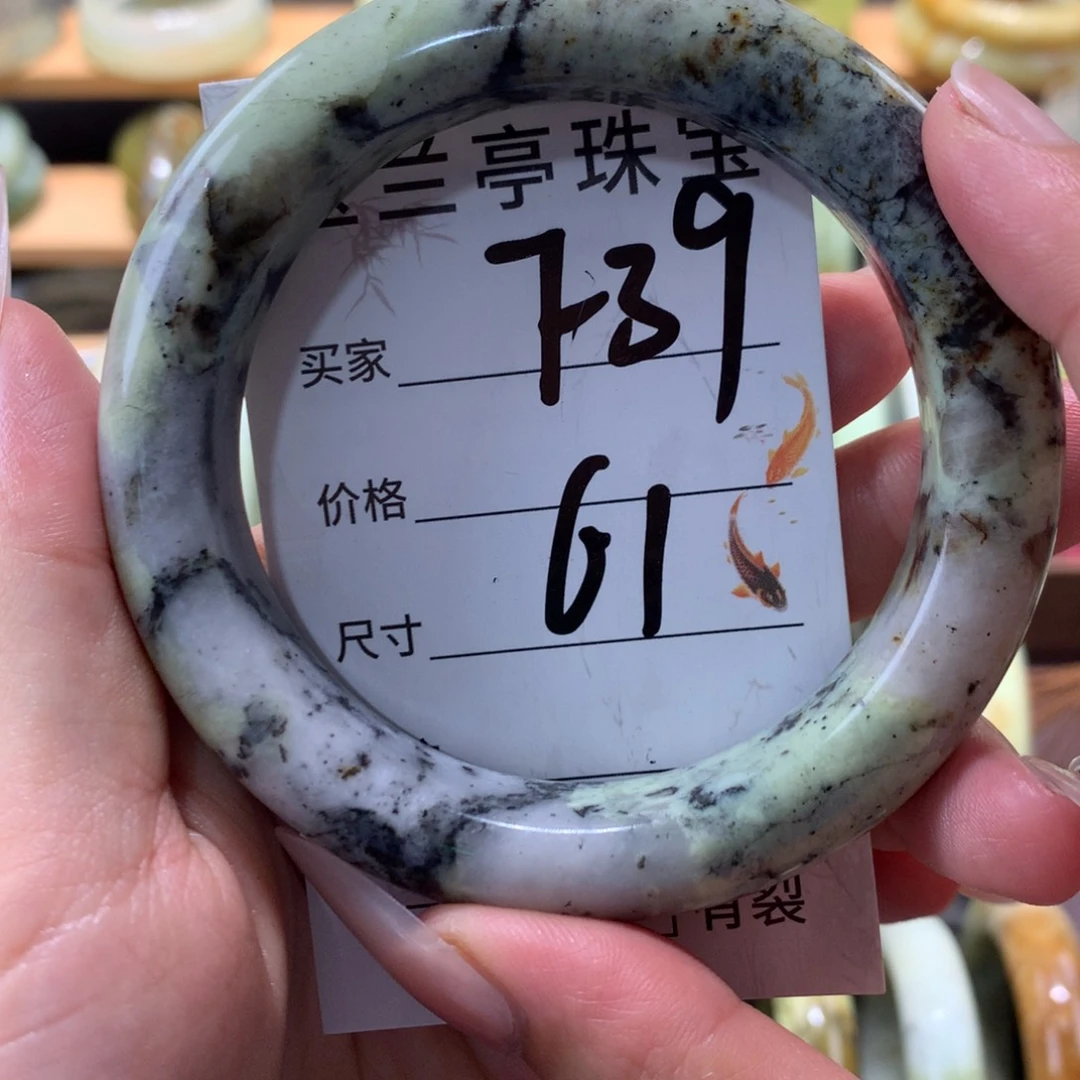 兰亭珠宝
买家 739
价格
尺寸 61
有裂